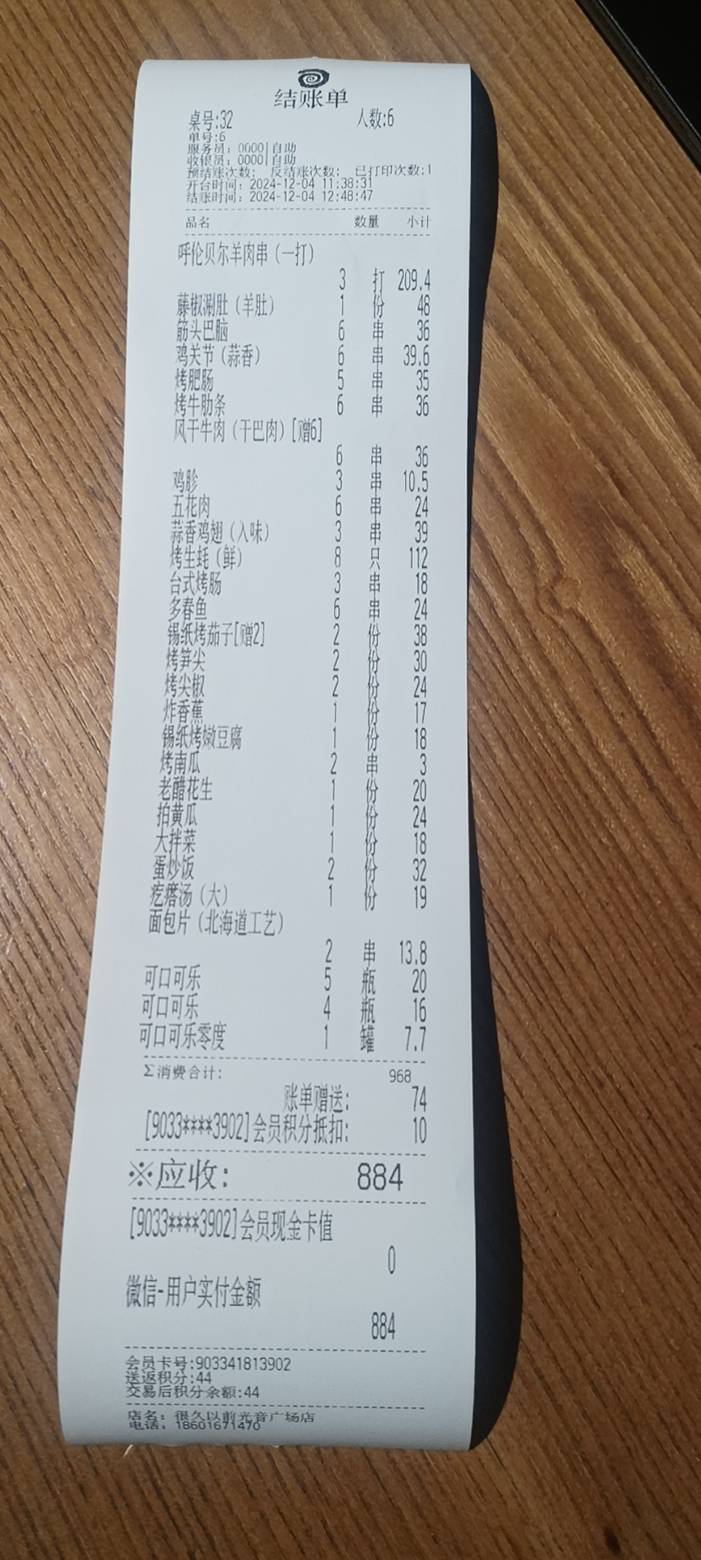 结账单
桌号:32 人数:6
单号:6
服务员: 0000|自助
收银员: 0000|自助
预结账次数: 反结账次数: 已打印次数:1
开台时间: 2024-12-04 11:38:31
结账时间: 2024-12-04 12:48:47
品名 数量 小计
呼伦贝尔羊肉串(一打)
3 打 209.4
藤椒涮肚(羊肚) 1 份 48
筋头巴脑 6 串 36
鸡关节(蒜香) 6 串 39.6
烤肥肠 5 串 35
烤牛肋条 6 串 36
风干牛肉(干巴肉)[赠6]
6 串 36
鸡胗 3 串 10.5
五花肉 6 串 24
蒜香鸡翅(入味) 3 串 39
烤生蚝(鲜) 8 只 112
台式烤肠 3 串 18
多春鱼 6 串 24
锡纸烤茄子[赠2] 2 份 38
烤笋尖 2 份 30
烤尖椒 2 份 24
炸香蕉 1 份 17
锡纸烤嫩豆腐 1 份 18
烤南瓜 2 串 3
老醋花生 1 份 20
拍黄瓜 1 份 24
大拌菜 1 份 18
蛋炒饭 2 份 32
疙瘩汤(大) 1 份 19
面包片(北海道工艺)
2 串 13.8
可口可乐 5 瓶 20
可口可乐 4 瓶 16
可口可乐零度 1 罐 7.7
Σ消费合计: 968
账单赠送: 74
[9033****3902]会员积分抵扣: 10
※应收: 884
[9033****3902]会员现金卡值
0
微信-用户实付金额
884
会员卡号:903341813902
送返积分:44
交易后积分余额:44
店名: 很久以前光音广场店
电话: 18601671470